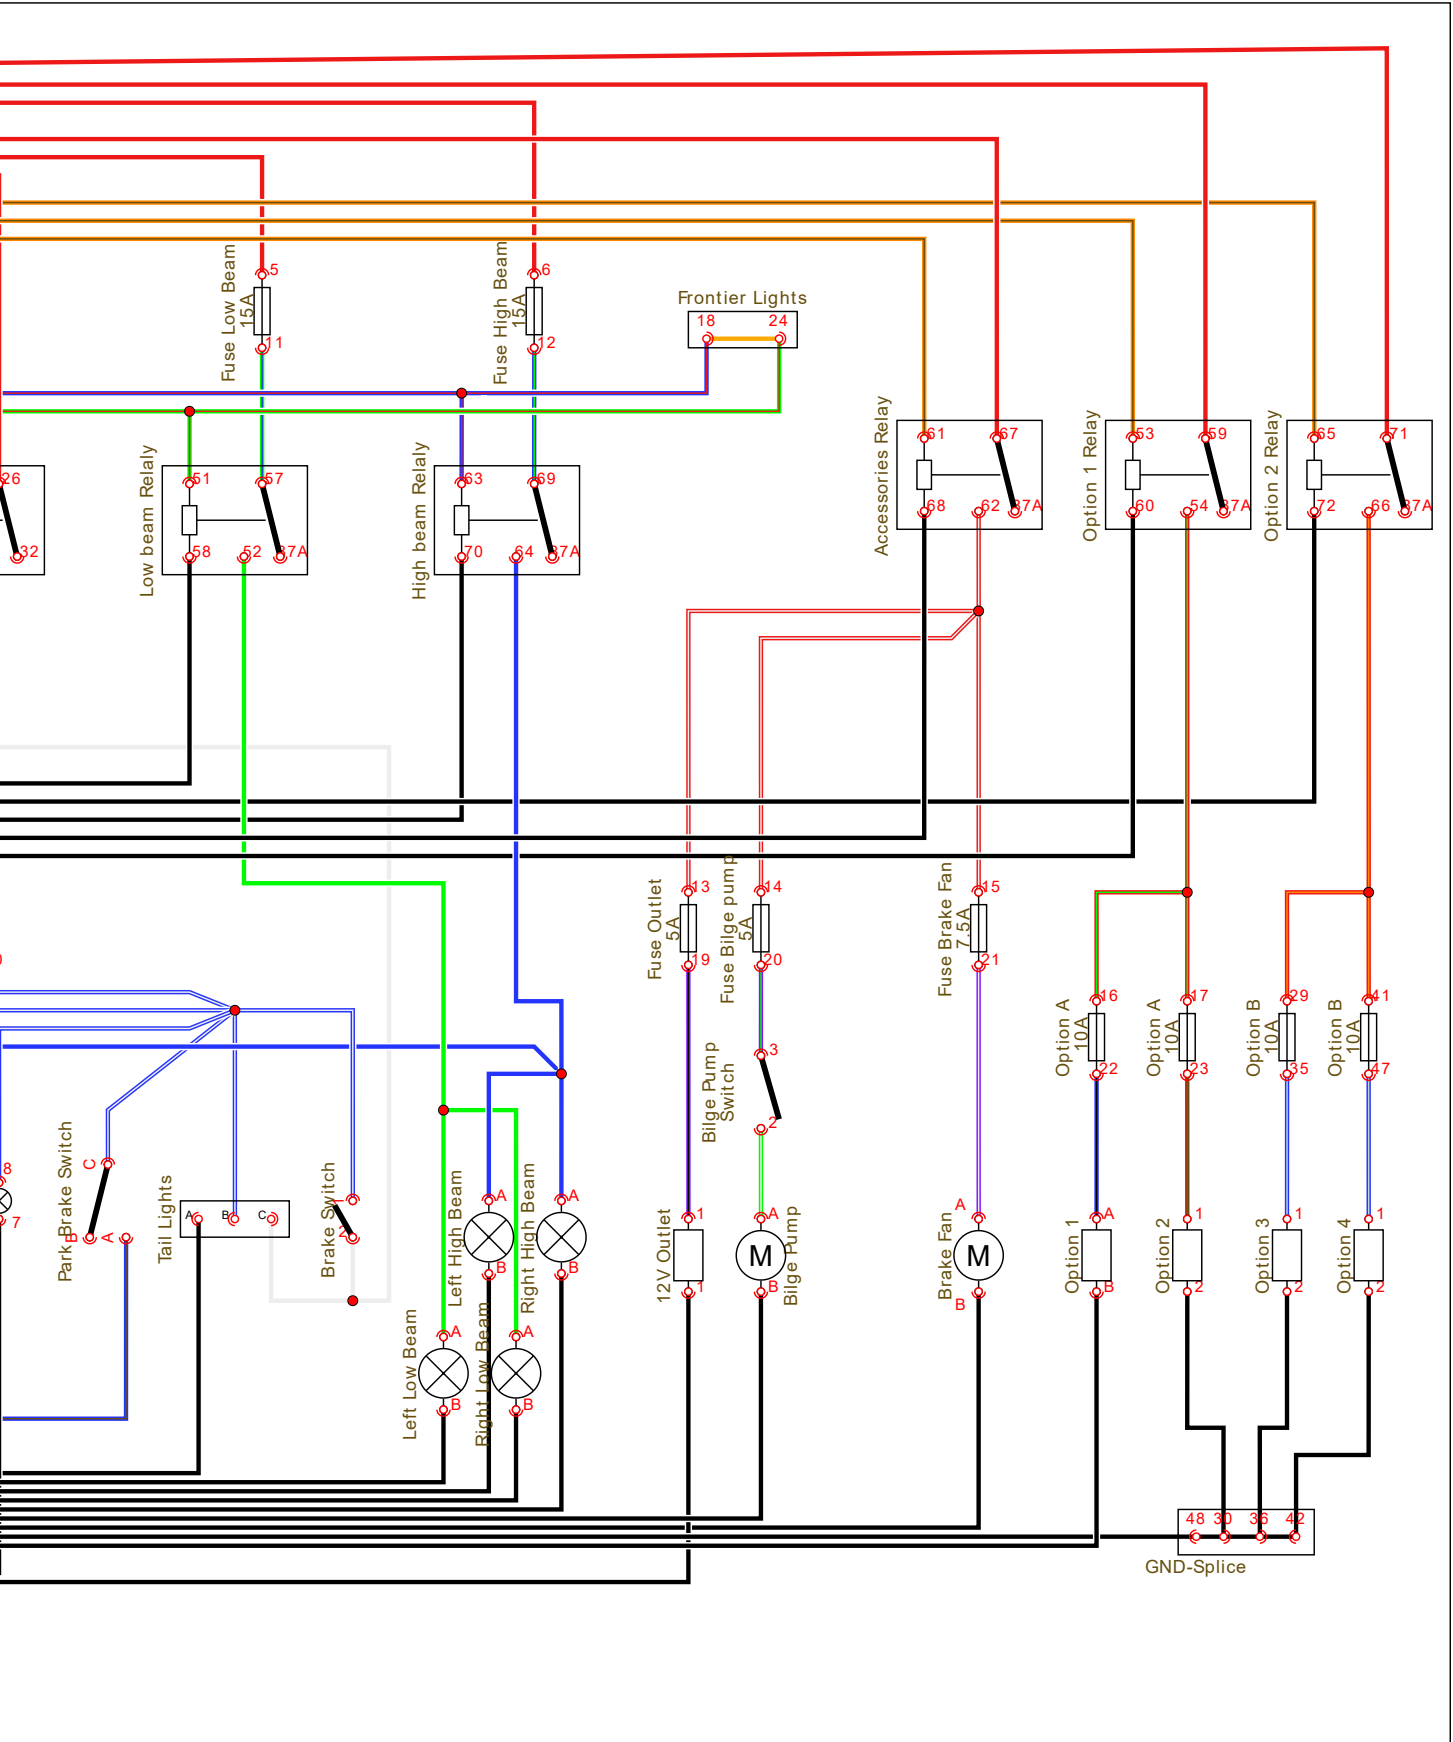 Fuse Low Beam
15A
5
11
Fuse High Beam
15A
6
12
Frontier Lights
18
24
26
32
Low beam Relaly
51
57
58
52
87A
High beam Relaly
63
69
70
64
87A
Accessories Relay
61
67
68
62
87A
Option 1 Relay
53
59
60
54
87A
Option 2 Relay
65
71
72
66
87A
Fuse Outlet
5A
13
19
Fuse Bilge pump
5A
14
20
Fuse Brake Fan
7.5A
15
21
Option A
10A
16
22
Option A
10A
17
23
Option B
10A
29
35
Option B
10A
41
47
Bilge Pump
Switch
3
2
8
7
Park Brake Switch
C
B
A
Tail Lights
A
B
C
Brake Switch
1
2
Left High Beam
A
B
Right High Beam
A
B
Left Low Beam
A
B
Right Low Beam
A
B
12V Outlet
1
1
Bilge Pump
A
M
B
Brake Fan
A
M
B
Option 1
A
B
Option 2
1
2
Option 3
1
2
Option 4
1
2
48
30
36
42
GND-Splice